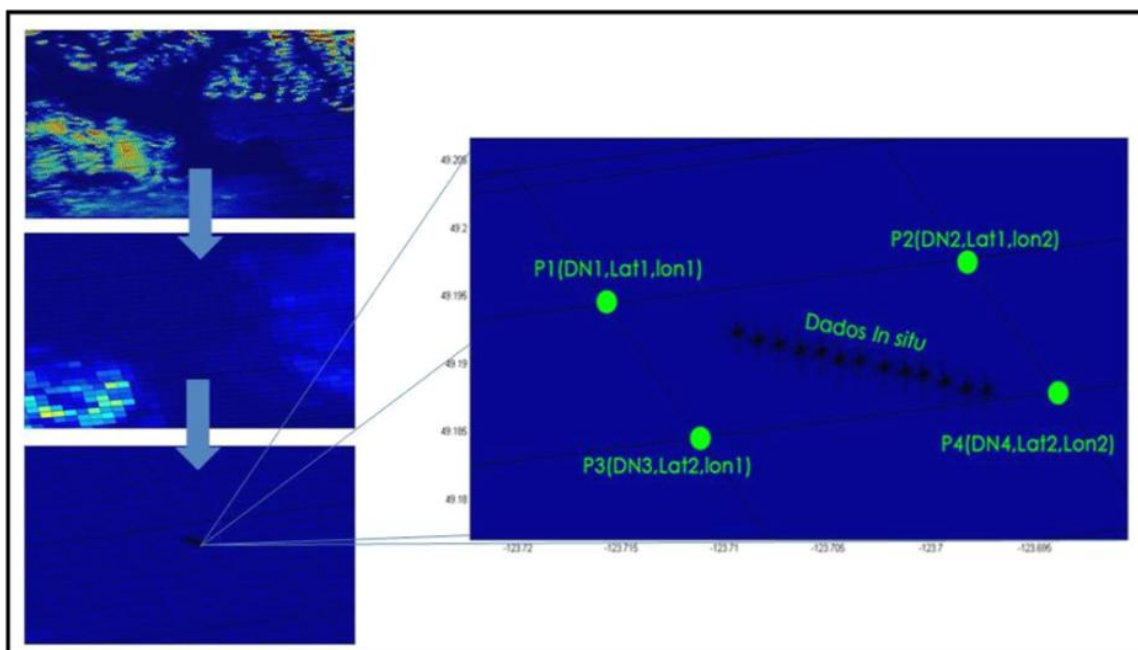 49.205
49.2
P2(DN2,Lat1,lon2)
P1(DN1,Lat1,lon1)
49.195
Dados In situ
49.19
49.185
P4(DN4,Lat2,Lon2)
P3(DN3,Lat2,lon1)
49.18
-123.72 -123.715 -123.71 -123.705 -123.7 -123.695